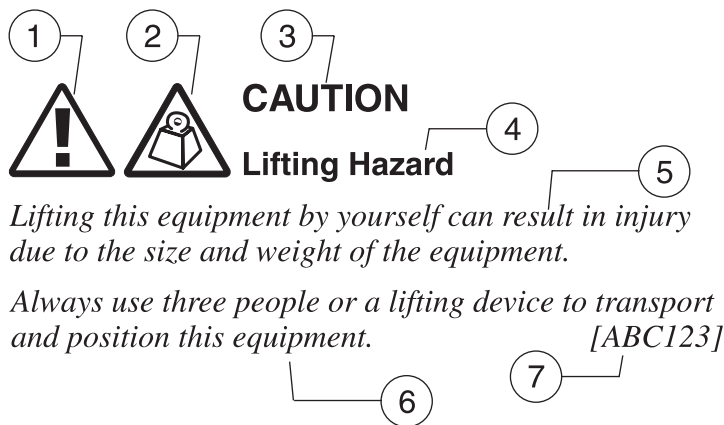 1 2 3
CAUTION
4
Lifting Hazard
5
Lifting this equipment by yourself can result in injury
due to the size and weight of the equipment.
Always use three people or a lifting device to transport
and position this equipment. [ABC123]
6 7